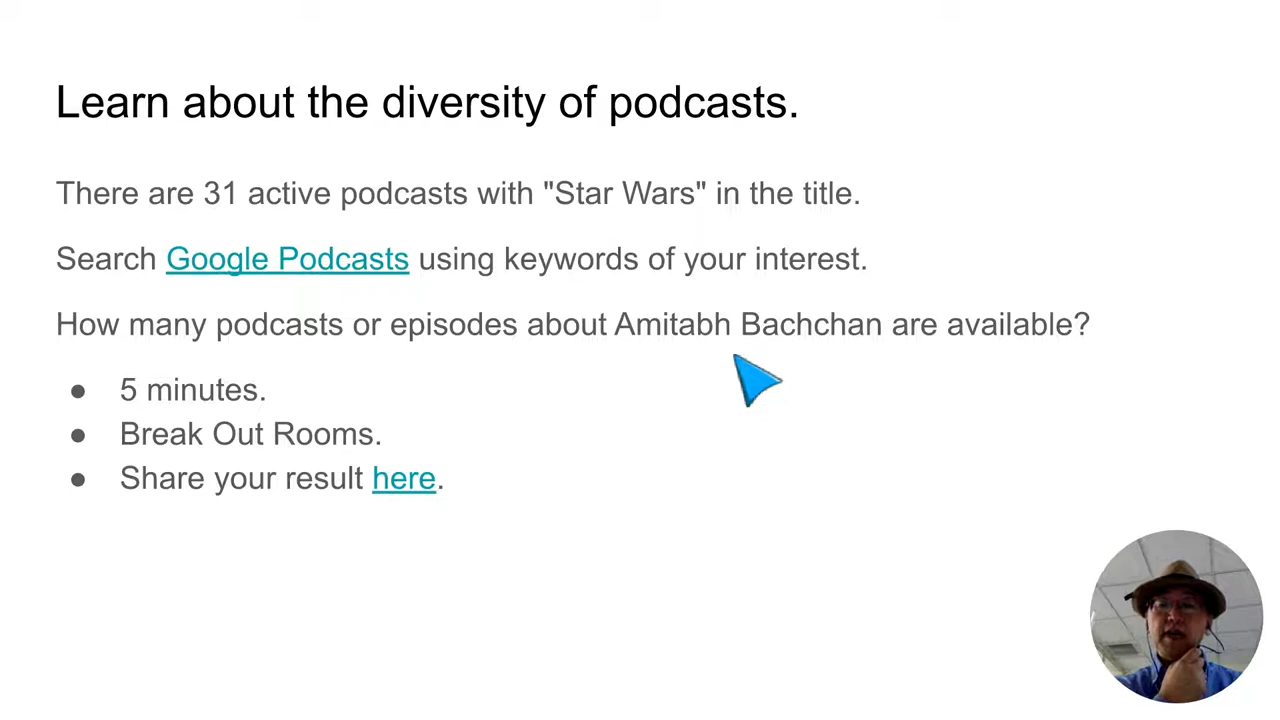 Learn about the diversity of podcasts.
There are 31 active podcasts with "Star Wars" in the title.
Search Google Podcasts using keywords of your interest.
How many podcasts or episodes about Amitabh Bachchan are available?
● 5 minutes.
● Break Out Rooms.
● Share your result here.